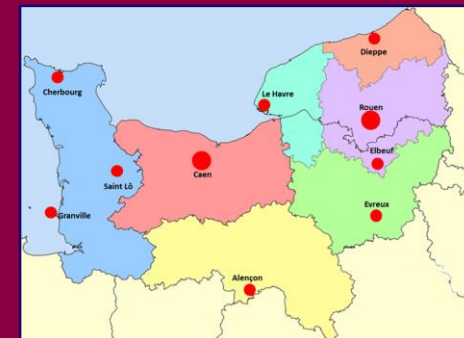 Dieppe
Cherbourg
Le Havre
Rouen
Elbeuf
Saint Lô
Caen
Granville
Evreux
Alençon